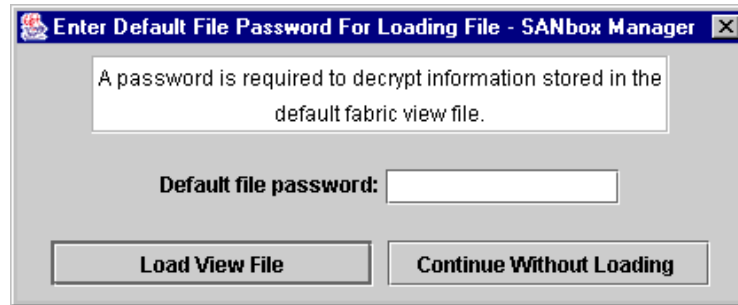 Enter Default File Password For Loading File - SANbox Manager
A password is required to decrypt information stored in the
default fabric view file.
Default file password:
Load View File
Continue Without Loading